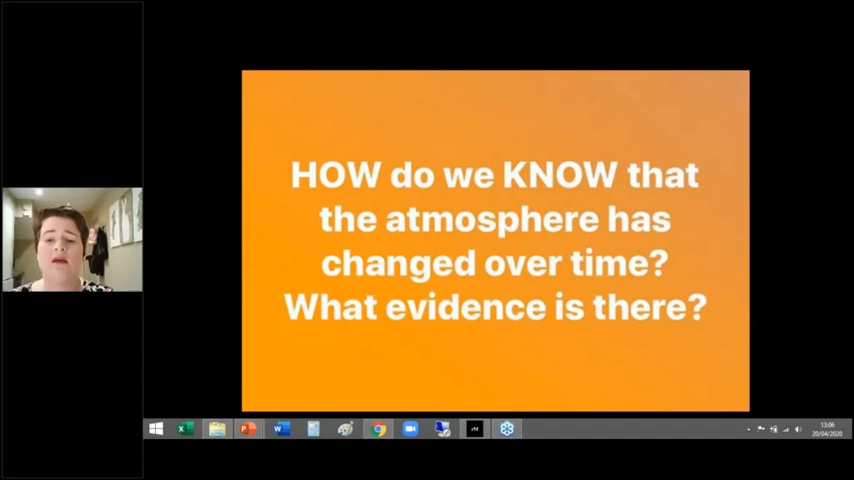 HOW do we KNOW that
the atmosphere has
changed over time?
What evidence is there?
13:06
20/04/2020